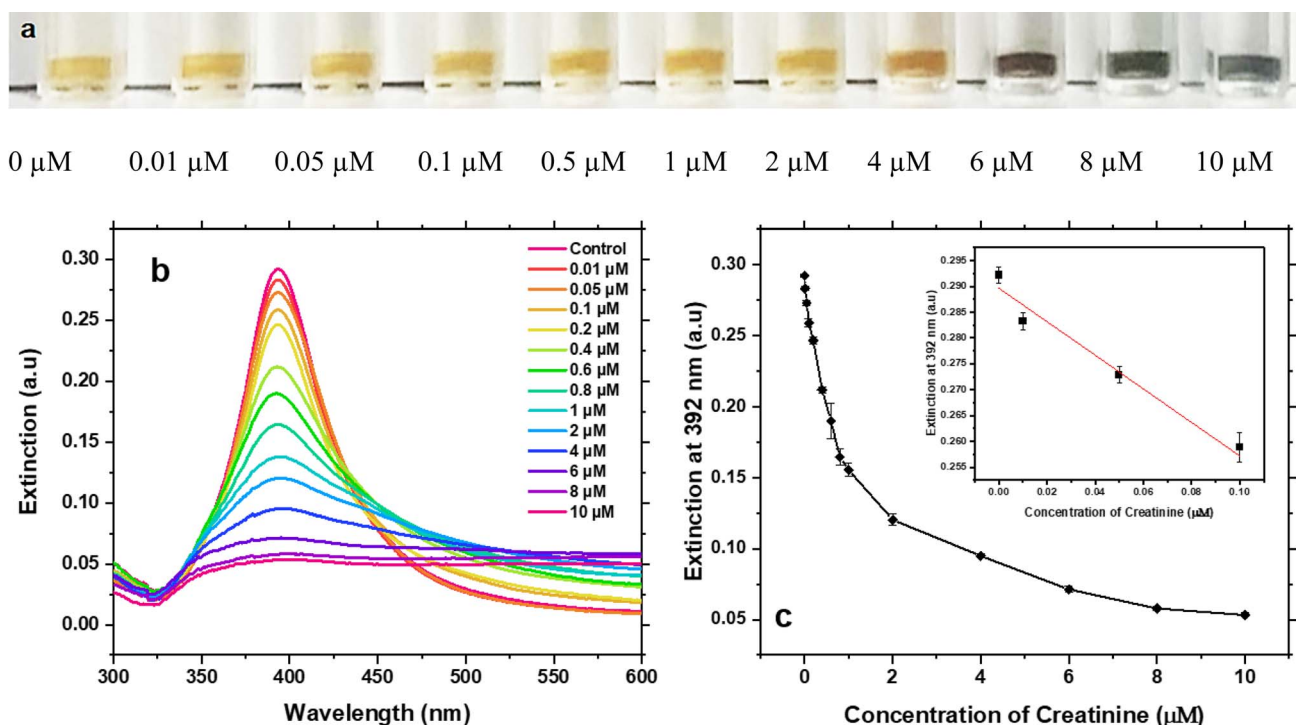 a
0 μM 0.01 μM 0.05 μM 0.1 μM 0.5 μM 1 μM 2 μM 4 μM 6 μM 8 μM 10 μM
b
Extinction (a.u)
0.30
0.25
0.20
0.15
0.10
0.05
0.00
300 350 400 450 500 550 600
Wavelength (nm)
Control
0.01 μM
0.05 μM
0.1 μM
0.2 μM
0.4 μM
0.6 μM
0.8 μM
1 μM
2 μM
4 μM
6 μM
8 μM
10 μM
c
Extinction at 392 nm (a.u)
0.30
0.25
0.20
0.15
0.10
0.05
0 2 4 6 8 10
Concentration of Creatinine (μM)
Extinction at 392 nm (a.u)
0.295
0.290
0.285
0.280
0.275
0.270
0.265
0.260
0.255
0.00 0.02 0.04 0.06 0.08 0.10
Concentration of Creatinine (μM)